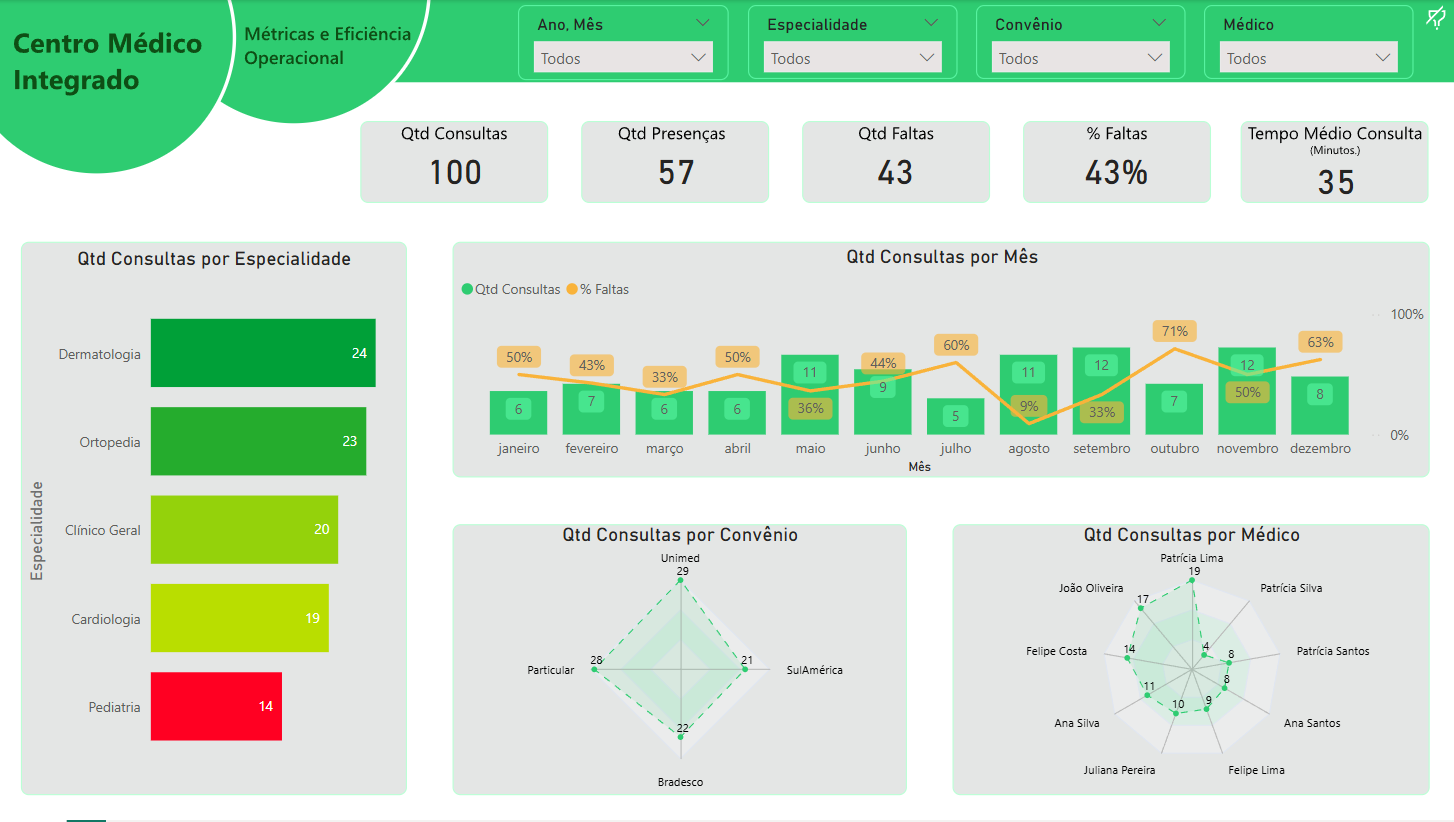 Centro Médico
Integrado
Métricas e Eficiência
Operacional
Ano, Mês
Todos
Especialidade
Todos
Convênio
Todos
Médico
Todos
Qtd Consultas
100
Qtd Presenças
57
Qtd Faltas
43
% Faltas
43%
Tempo Médio Consulta
(Minutos.)
35
Qtd Consultas por Especialidade
Especialidade
Dermatologia 24
Ortopedia 23
Clínico Geral 20
Cardiologia 19
Pediatria 14
Qtd Consultas por Mês
Qtd Consultas % Faltas
100%
0%
50% 43% 33% 50% 36% 44% 60% 9% 33% 71% 50% 63%
6 7 6 6 11 9 5 11 12 7 12 8
janeiro fevereiro março abril maio junho julho agosto setembro outubro novembro dezembro
Mês
Qtd Consultas por Convênio
Unimed
29
Particular 28
21 SulAmérica
22
Bradesco
Qtd Consultas por Médico
Patrícia Lima
19
João Oliveira 17
Patrícia Silva
4
Felipe Costa 14
8 Patrícia Santos
Ana Silva 11
8 Ana Santos
10 9
Juliana Pereira Felipe Lima